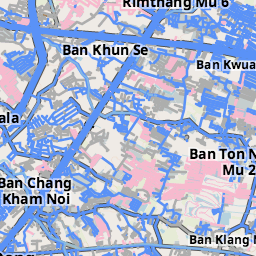 Rimthang Mu 6
Ban Khun Se
Ban Kwua
ala
Ban Ton N
Mu 2
Ban Chang
Kham Noi
Ban Klang N